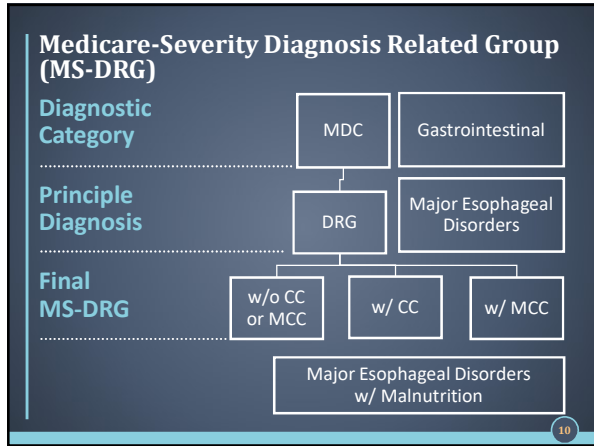 Medicare-Severity Diagnosis Related Group
(MS-DRG)
Diagnostic
Category
MDC
Gastrointestinal
Principle
Diagnosis
DRG
Major Esophageal
Disorders
Final
MS-DRG
w/o CC
or MCC
w/ CC
w/ MCC
Major Esophageal Disorders
w/ Malnutrition
10